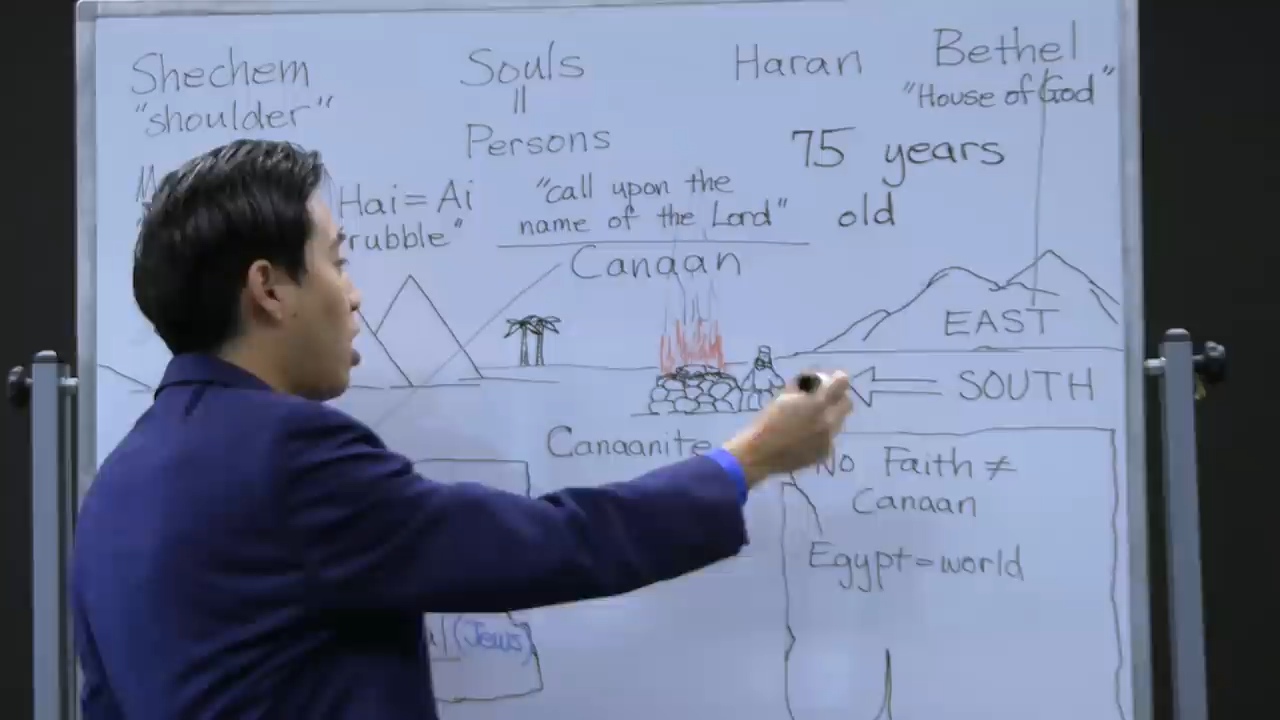 Shechem
"shoulder"
Souls
=
Persons
Haran
Bethel
"House of God"
75 years
old
Hai = Ai
rubble"
"call upon the
name of the Lord"
Canaan
EAST
SOUTH
Canaanite
No Faith ≠
Canaan
Egypt = world
(Jews)